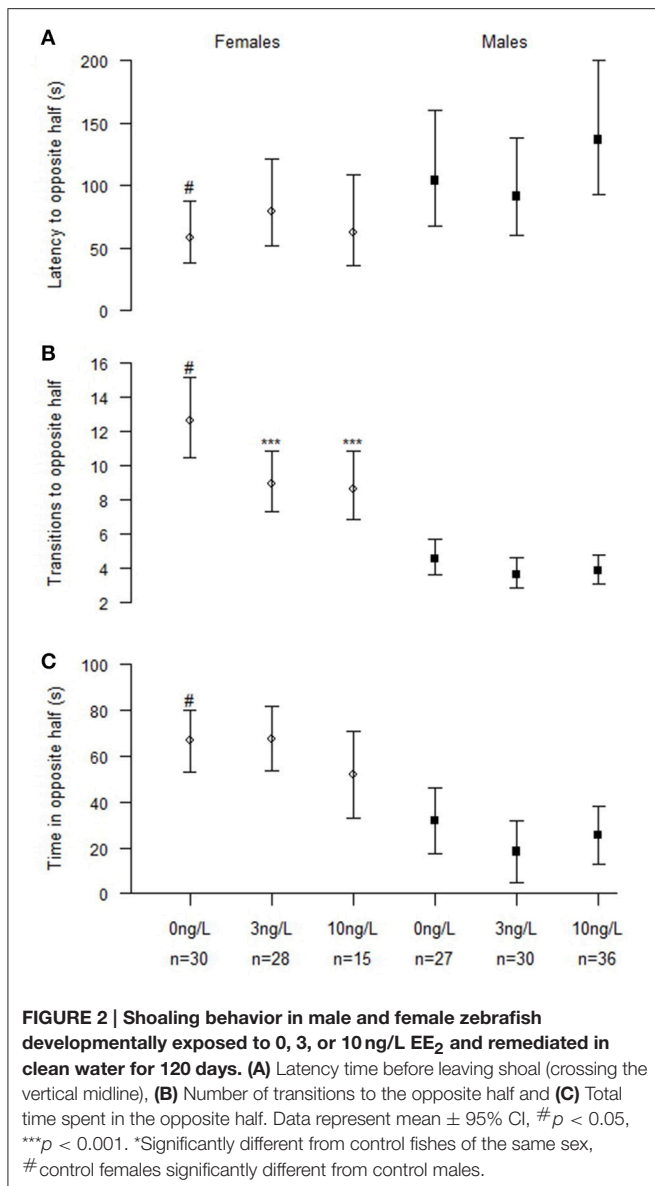 A
Females Males
Latency to opposite half (s)
200
150
100
50
0
#
B
Transitions to opposite half
16
14
12
10
8
6
4
2
#
***
***
C
Time in opposite half (s)
100
80
60
40
20
0
#
0ng/L 3ng/L 10ng/L 0ng/L 3ng/L 10ng/L
n=30 n=28 n=15 n=27 n=30 n=36
FIGURE 2 | Shoaling behavior in male and female zebrafish
developmentally exposed to 0, 3, or 10 ng/L EE2 and remediated in
clean water for 120 days. (A) Latency time before leaving shoal (crossing the
vertical midline), (B) Number of transitions to the opposite half and (C) Total
time spent in the opposite half. Data represent mean ± 95% CI, #p < 0.05,
***p < 0.001. *Significantly different from control fishes of the same sex,
#control females significantly different from control males.